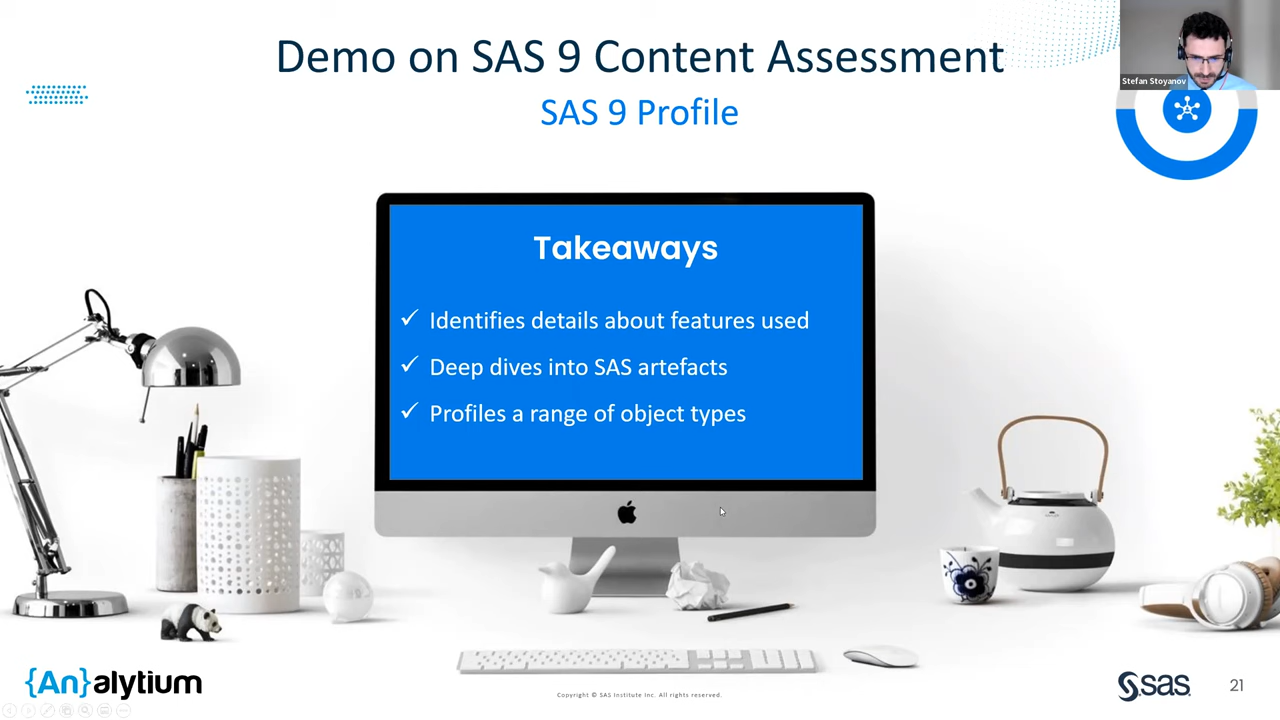 Demo on SAS 9 Content Assessment
SAS 9 Profile
Stefan Stoyanov
Takeaways
✓ Identifies details about features used
✓ Deep dives into SAS artefacts
✓ Profiles a range of object types
{An}alytium
Copyright © SAS Institute Inc. All rights reserved.
sas
21